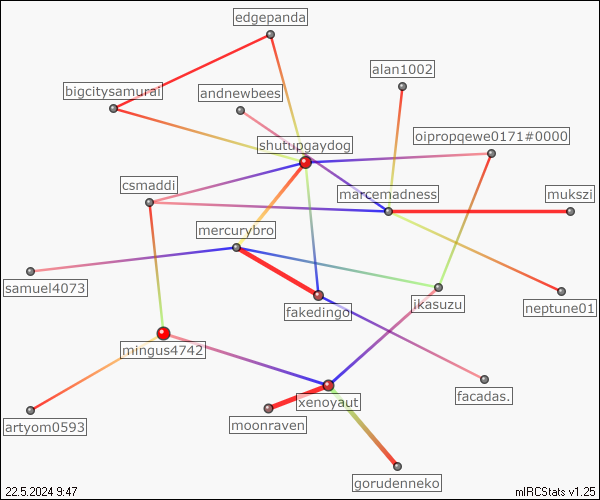 edgepanda
alan1002
bigcitysamurai
andnewbees
oipropqewe0171#0000
shutupgaydog
csmaddi
marcemadness
mukszi
mercurybro
samuel4073
ikasuzu
neptune01
fakedingo
mingus4742
facadas.
xenoyaut
artyom0593
moonraven
gorudenneko
22.5.2024 9:47
mIRCStats v1.25